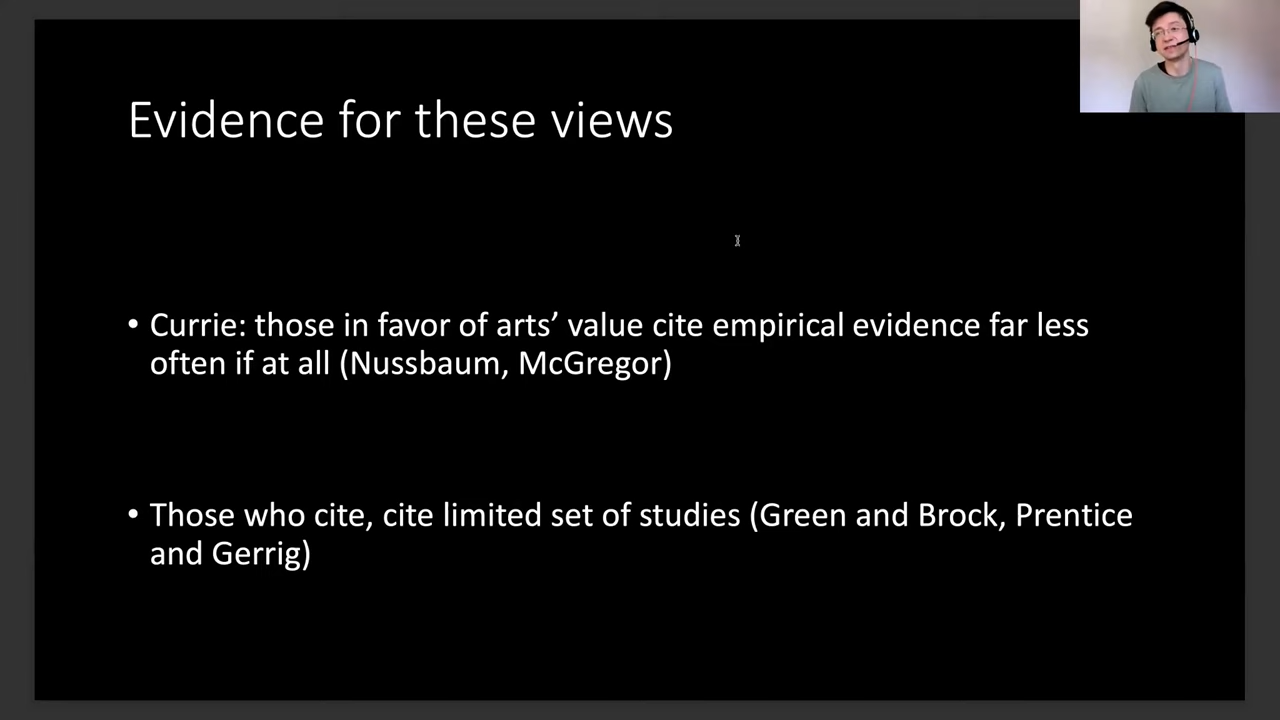 Evidence for these views
• Currie: those in favor of arts’ value cite empirical evidence far less
often if at all (Nussbaum, McGregor)
• Those who cite, cite limited set of studies (Green and Brock, Prentice
and Gerrig)